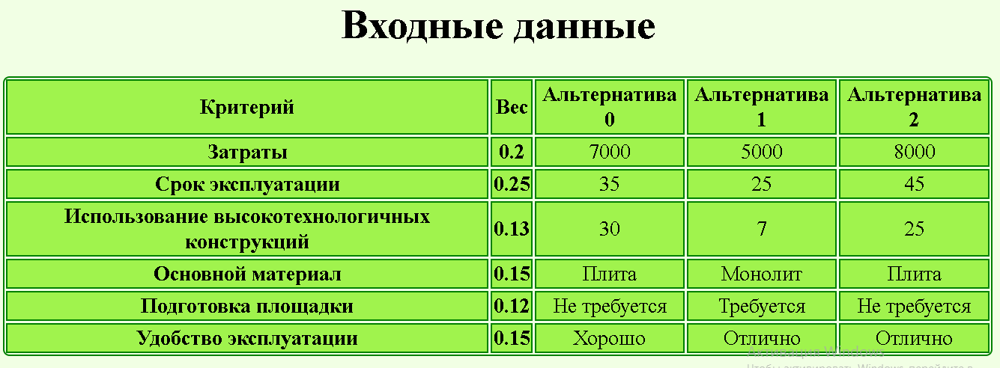 Входные данные
Критерий Вес Альтернатива 0 Альтернатива 1 Альтернатива 2
Затраты 0.2 7000 5000 8000
Срок эксплуатации 0.25 35 25 45
Использование высокотехнологичных
конструкций 0.13 30 7 25
Основной материал 0.15 Плита Монолит Плита
Подготовка площадки 0.12 Не требуется Требуется Не требуется
Удобство эксплуатации 0.15 Хорошо Отлично Отлично
Активация Windows
Чтобы активировать Windows, перейдите в